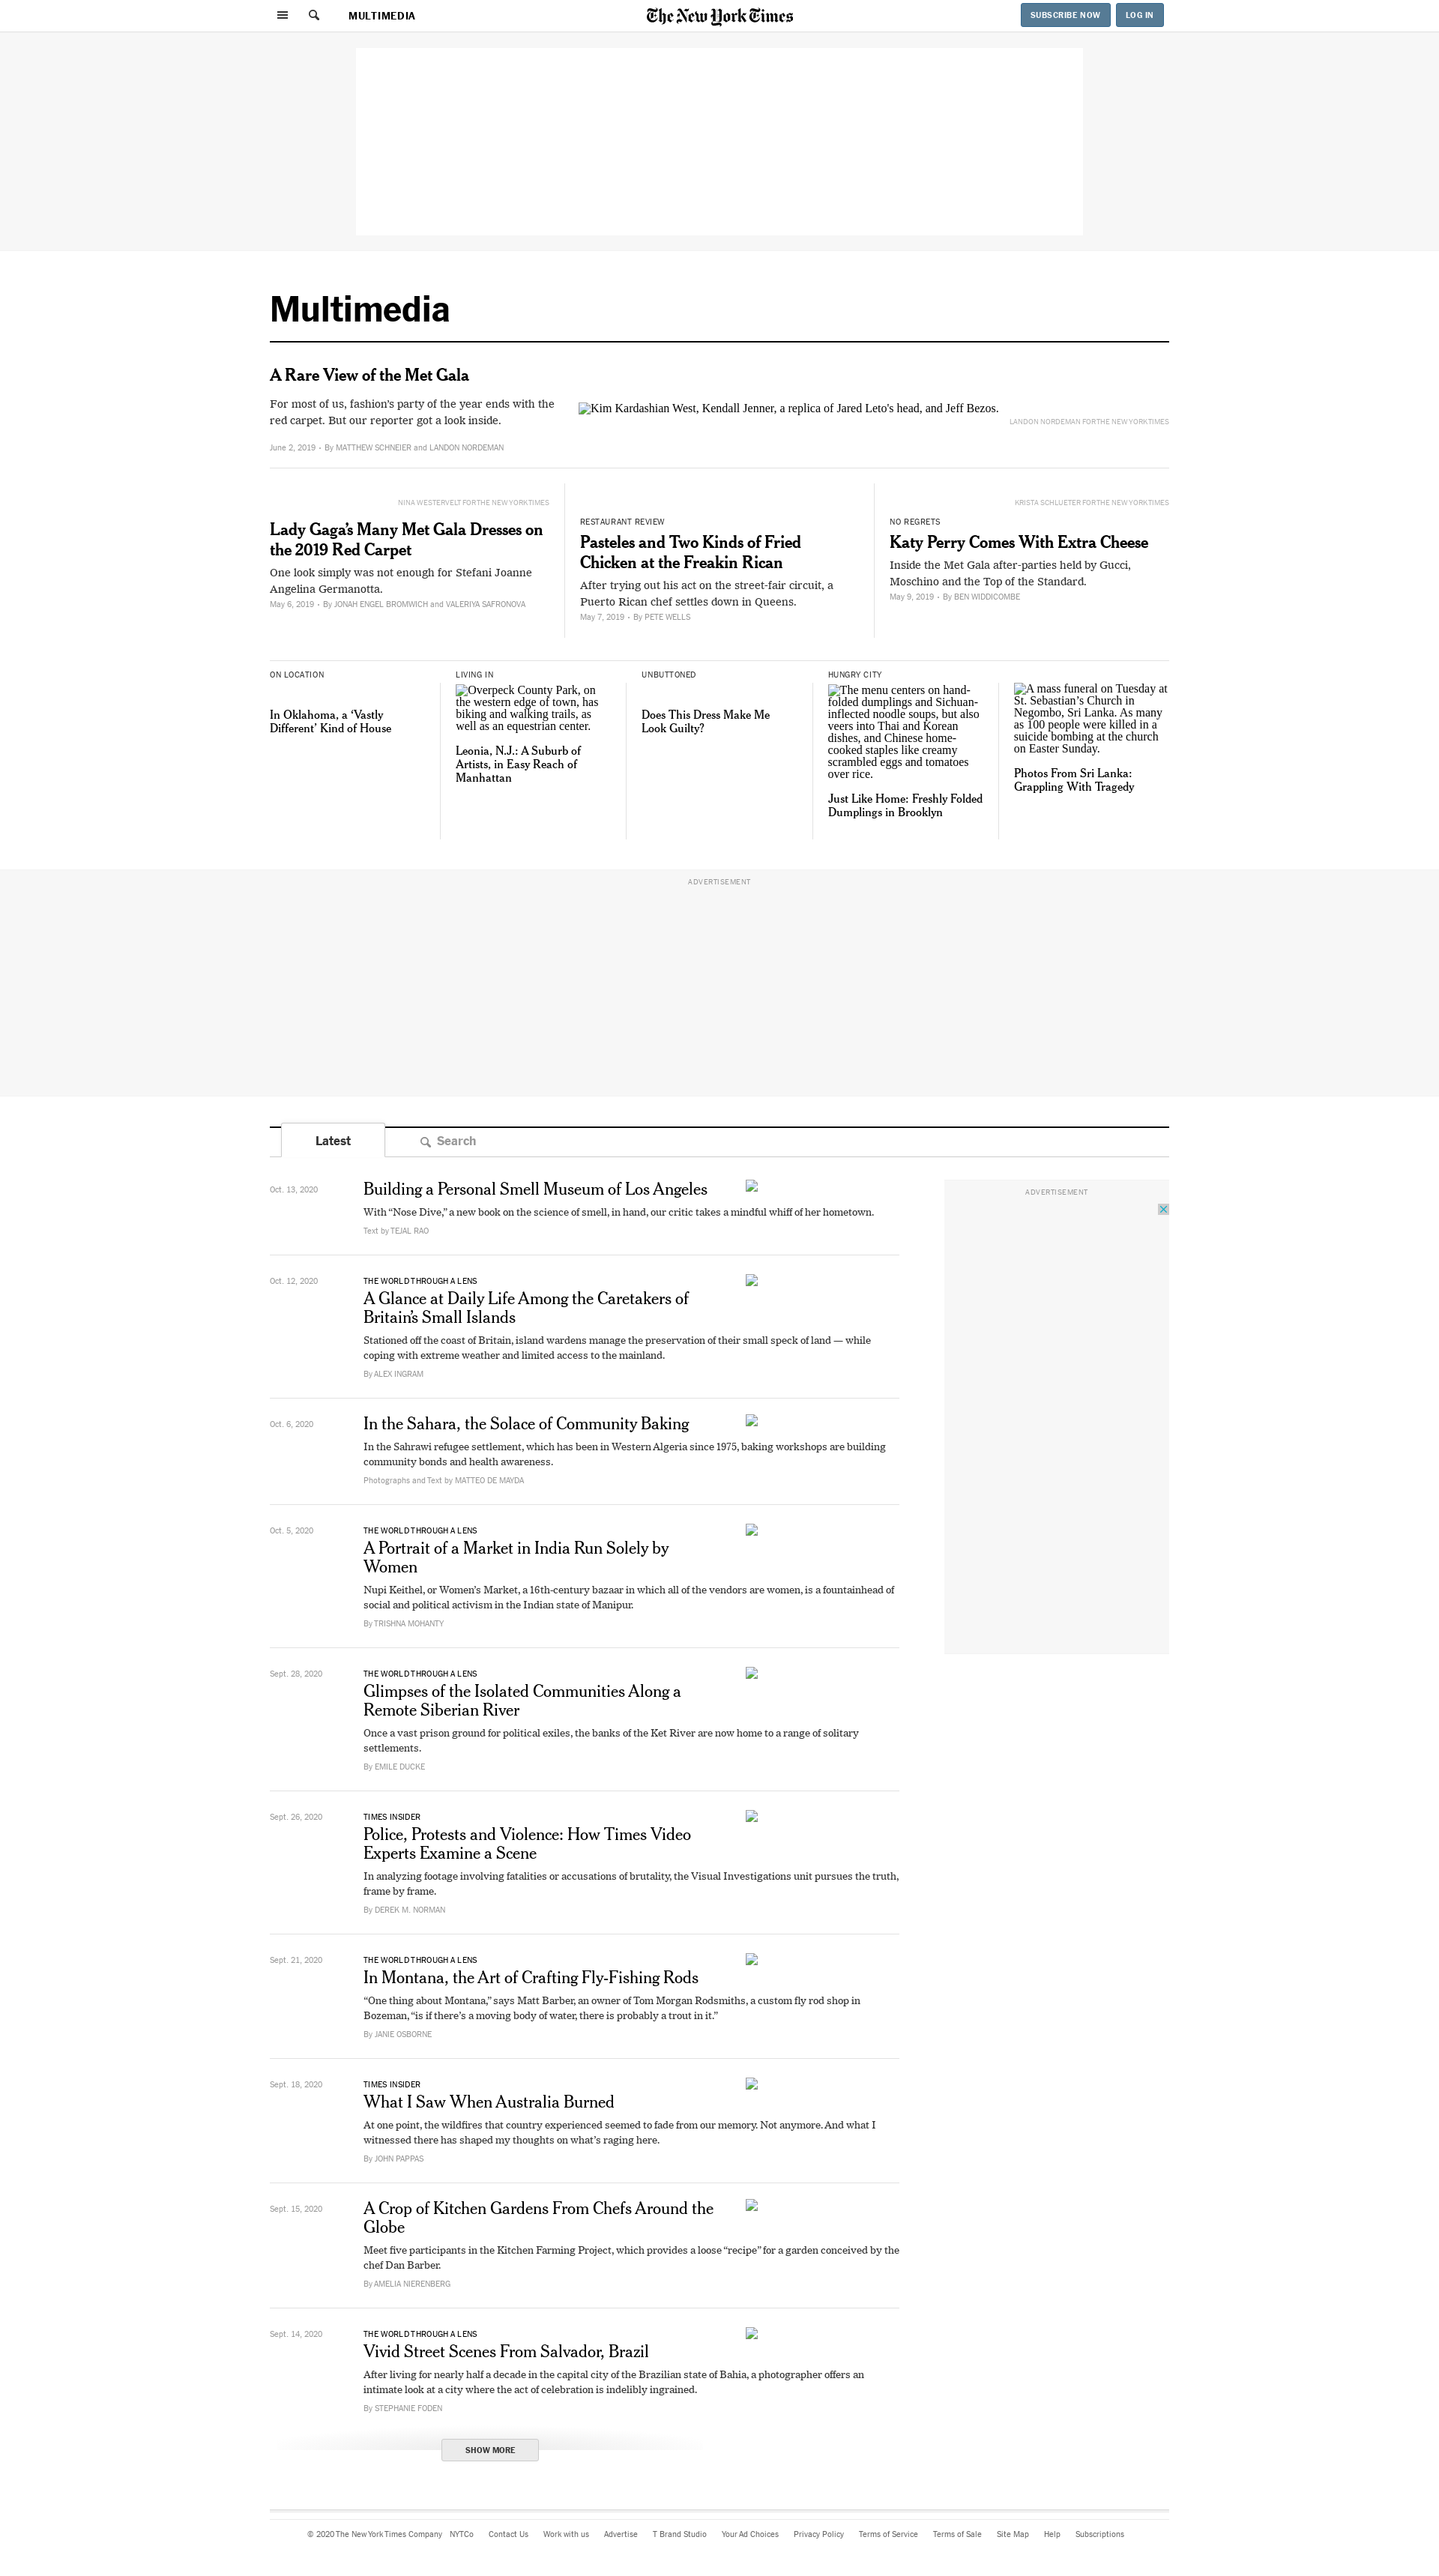 MULTIMEDIA
The New York Times
SUBSCRIBE NOW
LOG IN
Multimedia
A Rare View of the Met Gala
For most of us, fashion's party of the year ends with the
red carpet. But our reporter got a look inside.
June 2, 2019 • By MATTHEW SCHNEIER and LANDON NORDEMAN
Kim Kardashian West, Kendall Jenner, a replica of Jared Leto's head, and Jeff Bezos.
LANDON NORDEMAN FOR THE NEW YORK TIMES
NINA WESTERVELT FOR THE NEW YORK TIMES
Lady Gaga's Many Met Gala Dresses on
the 2019 Red Carpet
One look simply was not enough for Stefani Joanne
Angelina Germanotta.
May 6, 2019 • By JONAH ENGEL BROMWICH and VALERIYA SAFRONOVA
RESTAURANT REVIEW
Pasteles and Two Kinds of Fried
Chicken at the Freakin Rican
After trying out his act on the street-fair circuit, a
Puerto Rican chef settles down in Queens.
May 7, 2019 • By PETE WELLS
KRISTA SCHLUETER FOR THE NEW YORK TIMES
NO REGRETS
Katy Perry Comes With Extra Cheese
Inside the Met Gala after-parties held by Gucci,
Moschino and the Top of the Standard.
May 9, 2019 • By BEN WIDDICOMBE
ON LOCATION
In Oklahoma, a ‘Vastly
Different’ Kind of House
LIVING IN
Overpeck County Park, on
the western edge of town, has
biking and walking trails, as
well as an equestrian center.
Leonia, N.J.: A Suburb of
Artists, in Easy Reach of
Manhattan
UNBUTTONED
Does This Dress Make Me
Look Guilty?
HUNGRY CITY
The menu centers on hand-
folded dumplings and Sichuan-
inflected noodle soups, but also
veers into Thai and Korean
dishes, and Chinese home-
cooked staples like creamy
scrambled eggs and tomatoes
over rice.
Just Like Home: Freshly Folded
Dumplings in Brooklyn
A mass funeral on Tuesday at
St. Sebastian’s Church in
Negombo, Sri Lanka. As many
as 100 people were killed in a
suicide bombing at the church
on Easter Sunday.
Photos From Sri Lanka:
Grappling With Tragedy
ADVERTISEMENT
Latest
Search
Oct. 13, 2020
Building a Personal Smell Museum of Los Angeles
With “Nose Dive,” a new book on the science of smell, in hand, our critic takes a mindful whiff of her hometown.
Text by TEJAL RAO
ADVERTISEMENT
Oct. 12, 2020
THE WORLD THROUGH A LENS
A Glance at Daily Life Among the Caretakers of
Britain’s Small Islands
Stationed off the coast of Britain, island wardens manage the preservation of their small speck of land — while
coping with extreme weather and limited access to the mainland.
By ALEX INGRAM
Oct. 6, 2020
In the Sahara, the Solace of Community Baking
In the Sahrawi refugee settlement, which has been in Western Algeria since 1975, baking workshops are building
community bonds and health awareness.
Photographs and Text by MATTEO DE MAYDA
Oct. 5, 2020
THE WORLD THROUGH A LENS
A Portrait of a Market in India Run Solely by
Women
Nupi Keithel, or Women’s Market, a 16th-century bazaar in which all of the vendors are women, is a fountainhead of
social and political activism in the Indian state of Manipur.
By TRISHNA MOHANTY
Sept. 28, 2020
THE WORLD THROUGH A LENS
Glimpses of the Isolated Communities Along a
Remote Siberian River
Once a vast prison ground for political exiles, the banks of the Ket River are now home to a range of solitary
settlements.
By EMILE DUCKE
Sept. 26, 2020
TIMES INSIDER
Police, Protests and Violence: How Times Video
Experts Examine a Scene
In analyzing footage involving fatalities or accusations of brutality, the Visual Investigations unit pursues the truth,
frame by frame.
By DEREK M. NORMAN
Sept. 21, 2020
THE WORLD THROUGH A LENS
In Montana, the Art of Crafting Fly-Fishing Rods
“One thing about Montana,” says Matt Barber, an owner of Tom Morgan Rodsmiths, a custom fly rod shop in
Bozeman, “is if there’s a moving body of water, there is probably a trout in it.”
By JANIE OSBORNE
Sept. 18, 2020
TIMES INSIDER
What I Saw When Australia Burned
At one point, the wildfires that country experienced seemed to fade from our memory. Not anymore. And what I
witnessed there has shaped my thoughts on what’s raging here.
By JOHN PAPPAS
Sept. 15, 2020
A Crop of Kitchen Gardens From Chefs Around the
Globe
Meet five participants in the Kitchen Farming Project, which provides a loose “recipe” for a garden conceived by the
chef Dan Barber.
By AMELIA NIERENBERG
Sept. 14, 2020
THE WORLD THROUGH A LENS
Vivid Street Scenes From Salvador, Brazil
After living for nearly half a decade in the capital city of the Brazilian state of Bahia, a photographer offers an
intimate look at a city where the act of celebration is indelibly ingrained.
By STEPHANIE FODEN
SHOW MORE
© 2020 The New York Times Company NYTCo Contact Us Work with us Advertise T Brand Studio Your Ad Choices Privacy Policy Terms of Service Terms of Sale Site Map Help Subscriptions